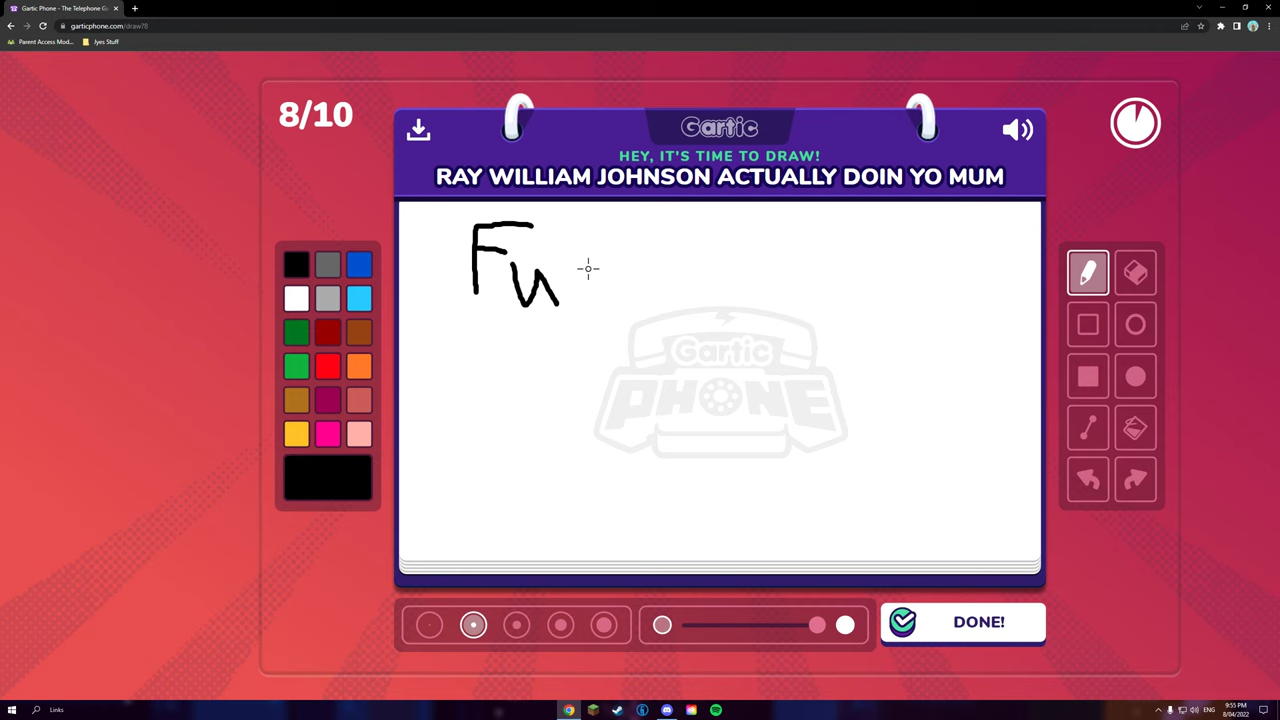 Gartic Phone - The Telephone G
garticphone.com/draw78
Parent Access Mod...
Jyes Stuff
8/10
Gartic
HEY, IT'S TIME TO DRAW!
RAY WILLIAM JOHNSON ACTUALLY DOIN YO MUM
Fu
Gartic
PHONE
DONE!
Links
ENG
9:55 PM
8/04/2022